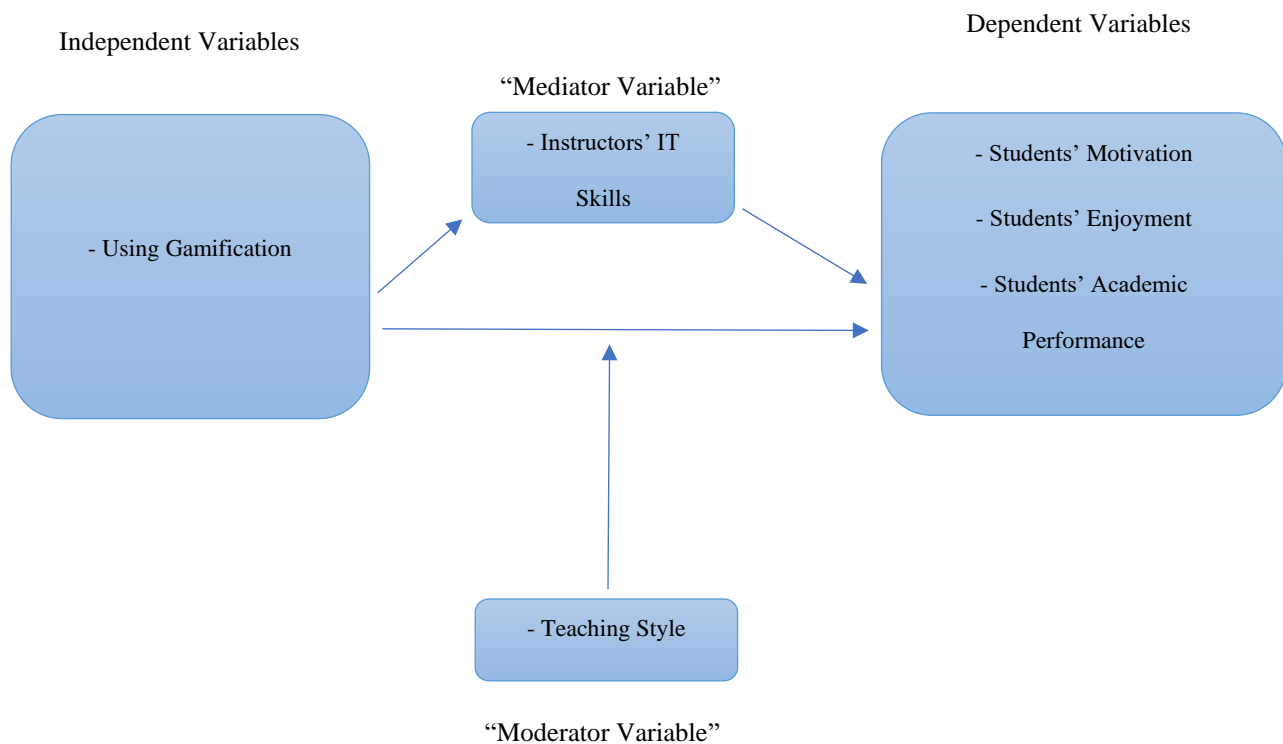 Independent Variables
Dependent Variables
“Mediator Variable”
- Using Gamification
- Instructors’ IT
Skills
- Students’ Motivation
- Students’ Enjoyment
- Students’ Academic
Performance
- Teaching Style
“Moderator Variable”